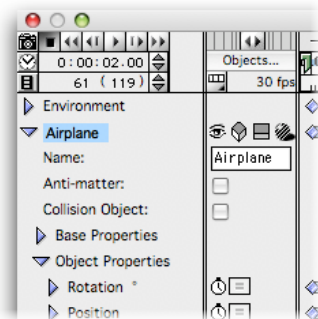 0:00:02.00
Objects...
61 (119)
30 fps
Environment
Airplane
Name:
Airplane
Anti-matter:
Collision Object:
Base Properties
Object Properties
Rotation °
Position